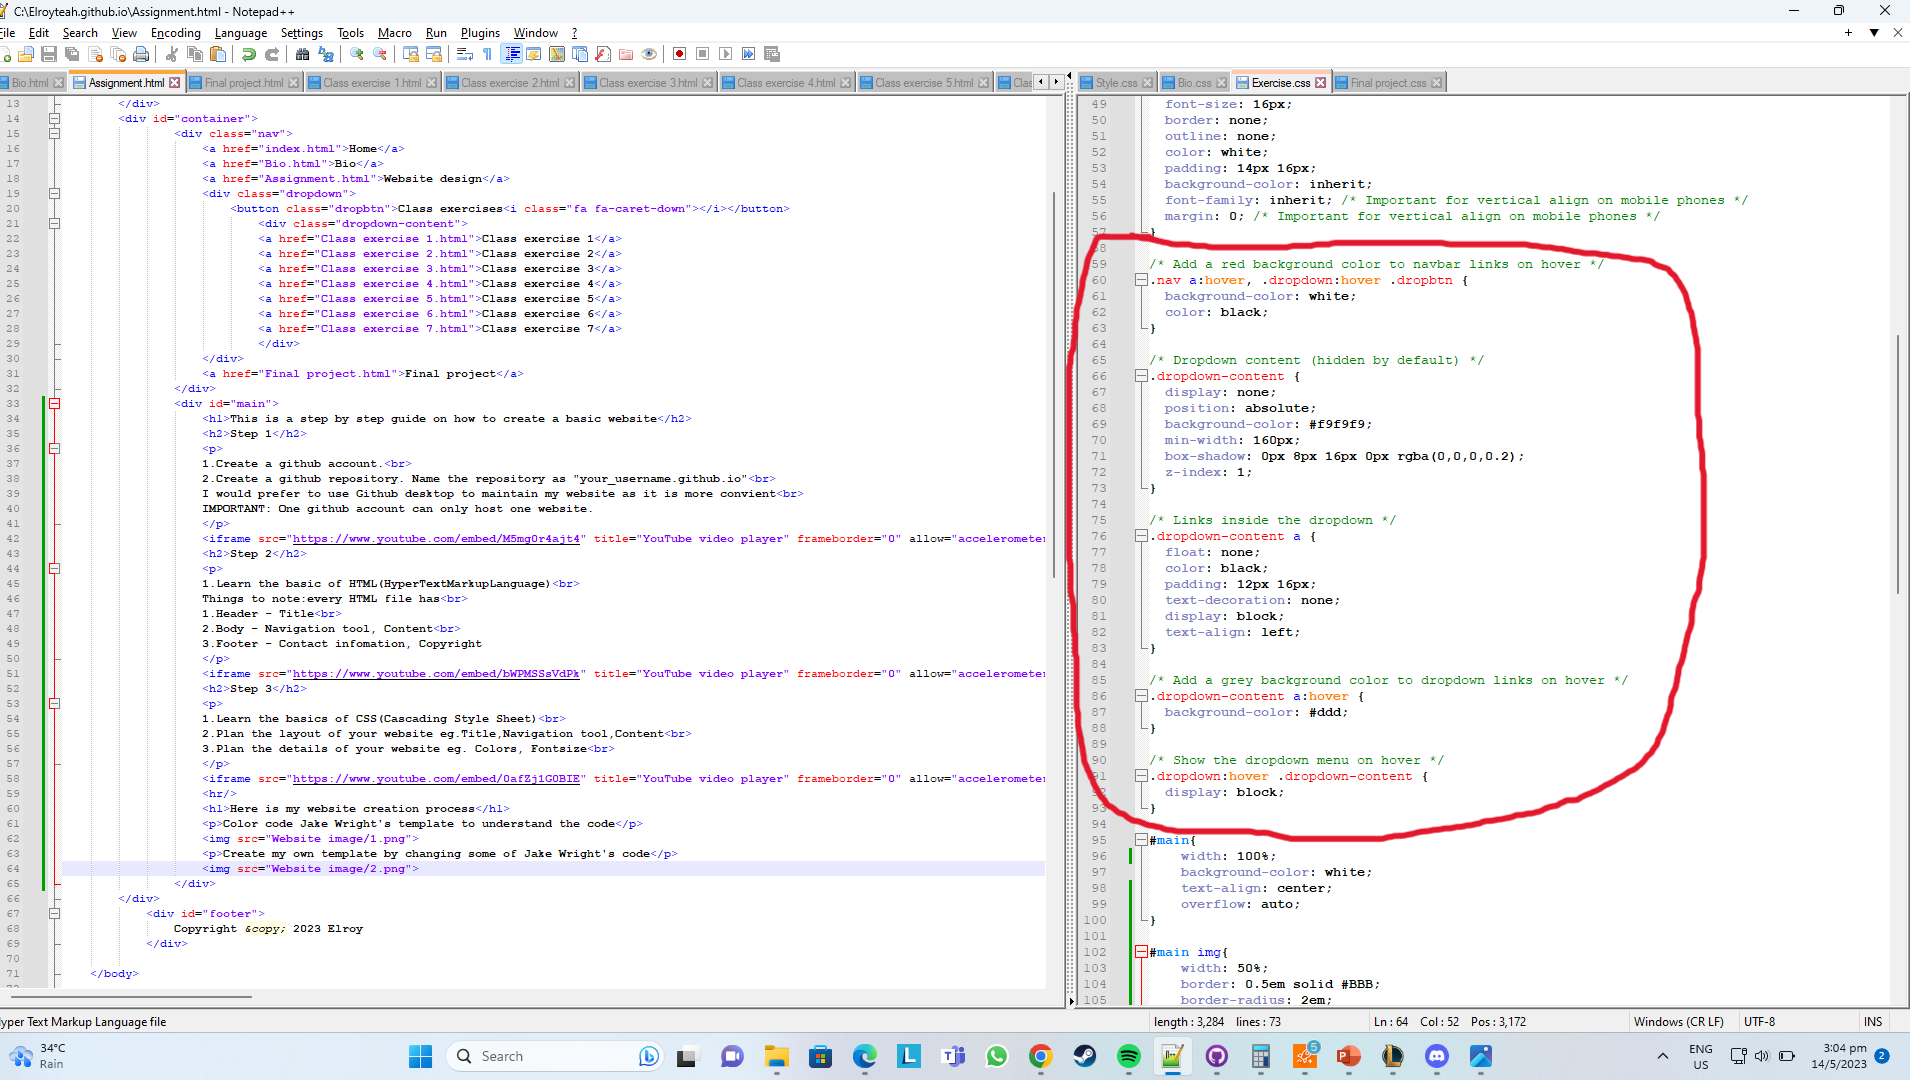 C:\Elroyteah.github.io\Assignment.html - Notepad++
File Edit Search View Encoding Language Settings Tools Macro Run Plugins Window ?
Bio.html Assignment.html Final project.html Class exercise 1.html Class exercise 2.html Class exercise 3.html Class exercise 4.html Class exercise 5.html Clas
13 </div>
14 <div id="container">
15 <div class="nav">
16 <a href="index.html">Home</a>
17 <a href="Bio.html">Bio</a>
18 <a href="Assignment.html">Website design</a>
19 <div class="dropdown">
20 <button class="dropbtn">Class exercises<i class="fa fa-caret-down"></i></button>
21 <div class="dropdown-content">
22 <a href="Class exercise 1.html">Class exercise 1</a>
23 <a href="Class exercise 2.html">Class exercise 2</a>
24 <a href="Class exercise 3.html">Class exercise 3</a>
25 <a href="Class exercise 4.html">Class exercise 4</a>
26 <a href="Class exercise 5.html">Class exercise 5</a>
27 <a href="Class exercise 6.html">Class exercise 6</a>
28 <a href="Class exercise 7.html">Class exercise 7</a>
29 </div>
30 </div>
31 <a href="Final project.html">Final project</a>
32 </div>
33 <div id="main">
34 <h1>This is a step by step guide on how to create a basic website</h2>
35 <h2>Step 1</h2>
36 <p>
37 1.Create a github account.<br>
38 2.Create a github repository. Name the repository as "your_username.github.io"<br>
39 I would prefer to use Github desktop to maintain my website as it is more convient<br>
40 IMPORTANT: One github account can only host one website.
41 </p>
42 <iframe src="https://www.youtube.com/embed/M5mg0r4ajt4" title="YouTube video player" frameborder="0" allow="accelerometer
43 <h2>Step 2</h2>
44 <p>
45 1.Learn the basic of HTML(HyperTextMarkupLanguage)<br>
46 Things to note:every HTML file has<br>
47 1.Header - Title<br>
48 2.Body - Navigation tool, Content<br>
49 3.Footer - Contact infomation, Copyright
50 </p>
51 <iframe src="https://www.youtube.com/embed/bWPMSSsVdPk" title="YouTube video player" frameborder="0" allow="accelerometer
52 <h2>Step 3</h2>
53 <p>
54 1.Learn the basics of CSS(Cascading Style Sheet)<br>
55 2.Plan the layout of your website eg.Title,Navigation tool,Content<br>
56 3.Plan the details of your website eg. Colors, Fontsize<br>
57 </p>
58 <iframe src="https://www.youtube.com/embed/0afZj1G0BIE" title="YouTube video player" frameborder="0" allow="accelerometer
59 <hr/>
60 <h1>Here is my website creation process</h1>
61 <p>Color code Jake Wright's template to understand the code</p>
62 <img src="Website image/1.png">
63 <p>Create my own template by changing some of Jake Wright's code</p>
64 <img src="Website image/2.png">
65 </div>
66 </div>
67 <div id="footer">
68 Copyright &copy; 2023 Elroy
69 </div>
70
71 </body>
Style.css Bio.css Exercise.css Final project.css
49 font-size: 16px;
50 border: none;
51 outline: none;
52 color: white;
53 padding: 14px 16px;
54 background-color: inherit;
55 font-family: inherit; /* Important for vertical align on mobile phones */
56 margin: 0; /* Important for vertical align on mobile phones */
57 }
58
59 /* Add a red background color to navbar links on hover */
60 .nav a:hover, .dropdown:hover .dropbtn {
61 background-color: white;
62 color: black;
63 }
64
65 /* Dropdown content (hidden by default) */
66 .dropdown-content {
67 display: none;
68 position: absolute;
69 background-color: #f9f9f9;
70 min-width: 160px;
71 box-shadow: 0px 8px 16px 0px rgba(0,0,0,0.2);
72 z-index: 1;
73 }
74
75 /* Links inside the dropdown */
76 .dropdown-content a {
77 float: none;
78 color: black;
79 padding: 12px 16px;
80 text-decoration: none;
81 display: block;
82 text-align: left;
83 }
84
85 /* Add a grey background color to dropdown links on hover */
86 .dropdown-content a:hover {
87 background-color: #ddd;
88 }
89
90 /* Show the dropdown menu on hover */
91 .dropdown:hover .dropdown-content {
92 display: block;
93 }
94
95 #main{
96 width: 100%;
97 background-color: white;
98 text-align: center;
99 overflow: auto;
100 }
101
102 #main img{
103 width: 50%;
104 border: 0.5em solid #BBB;
105 border-radius: 2em;
Hyper Text Markup Language file length : 3,284 lines : 73 Ln : 64 Col : 52 Pos : 3,172 Windows (CR LF) UTF-8 INS
34°C
Rain
Search
5
ENG
US
3:04 pm
14/5/2023
2